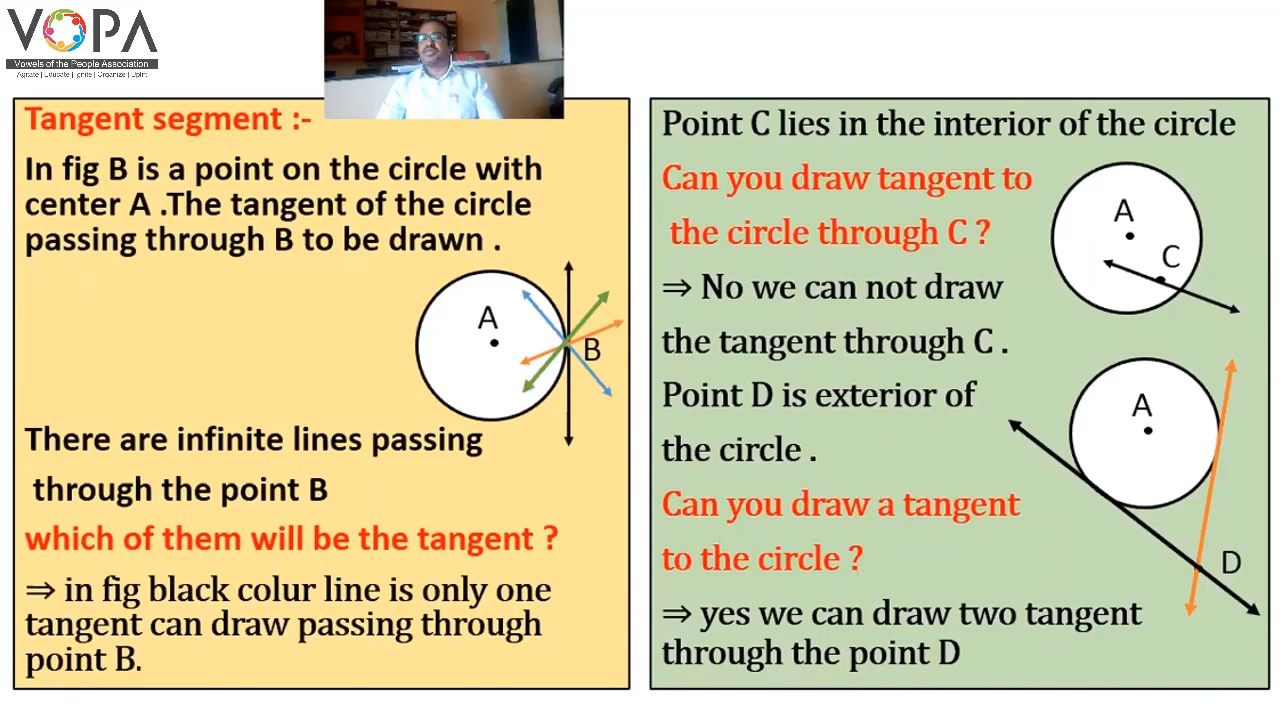 VOPA
Vowels of the People Association
Agitate | Educate | Ignite | Organize | Uplift
Tangent segment :-
In fig B is a point on the circle with
center A .The tangent of the circle
passing through B to be drawn .
A
B
There are infinite lines passing
through the point B
which of them will be the tangent ?
⇒ in fig black colur line is only one
tangent can draw passing through
point B.
Point C lies in the interior of the circle
Can you draw tangent to
the circle through C ?
A
C
⇒ No we can not draw
the tangent through C .
Point D is exterior of
the circle .
A
Can you draw a tangent
to the circle ?
D
⇒ yes we can draw two tangent
through the point D